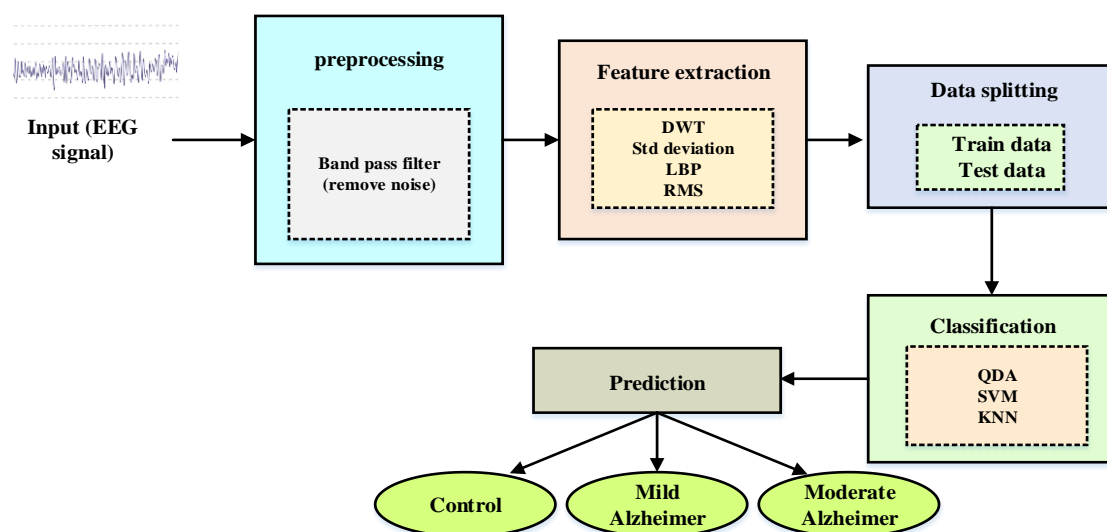 Input (EEG
signal)
preprocessing
Band pass filter
(remove noise)
Feature extraction
DWT
Std deviation
LBP
RMS
Data splitting
Train data
Test data
Classification
QDA
SVM
KNN
Prediction
Control
Mild
Alzheimer
Moderate
Alzheimer